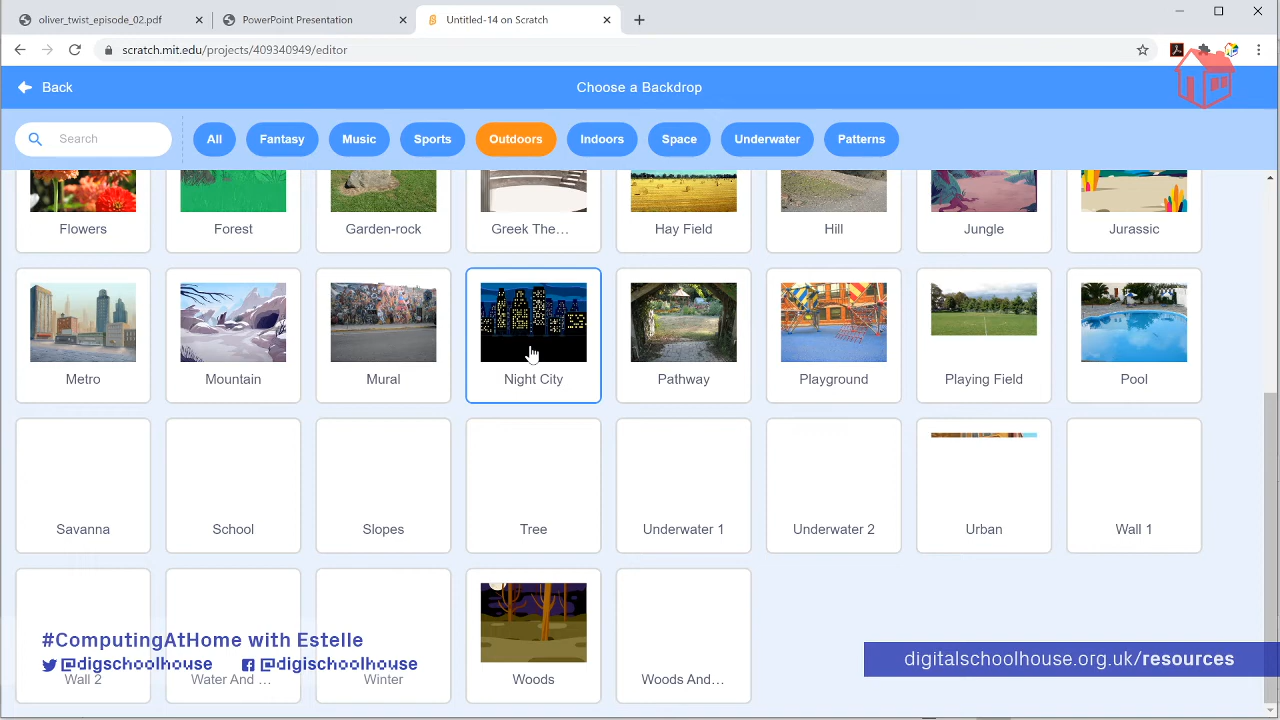 oliver_twist_episode_02.pdf
PowerPoint Presentation
Untitled-14 on Scratch
scratch.mit.edu/projects/409340949/editor
Back
Choose a Backdrop
Search
All Fantasy Music Sports Outdoors Indoors Space Underwater Patterns
Flowers Forest Garden-rock Greek The... Hay Field Hill Jungle Jurassic
Metro Mountain Mural Night City Pathway Playground Playing Field Pool
Savanna School Slopes Tree Underwater 1 Underwater 2 Urban Wall 1
Wall 2 Water And ... Winter Woods Woods And...
#ComputingAtHome with Estelle
@digschoolhouse @digischoolhouse
digitalschoolhouse.org.uk/resources